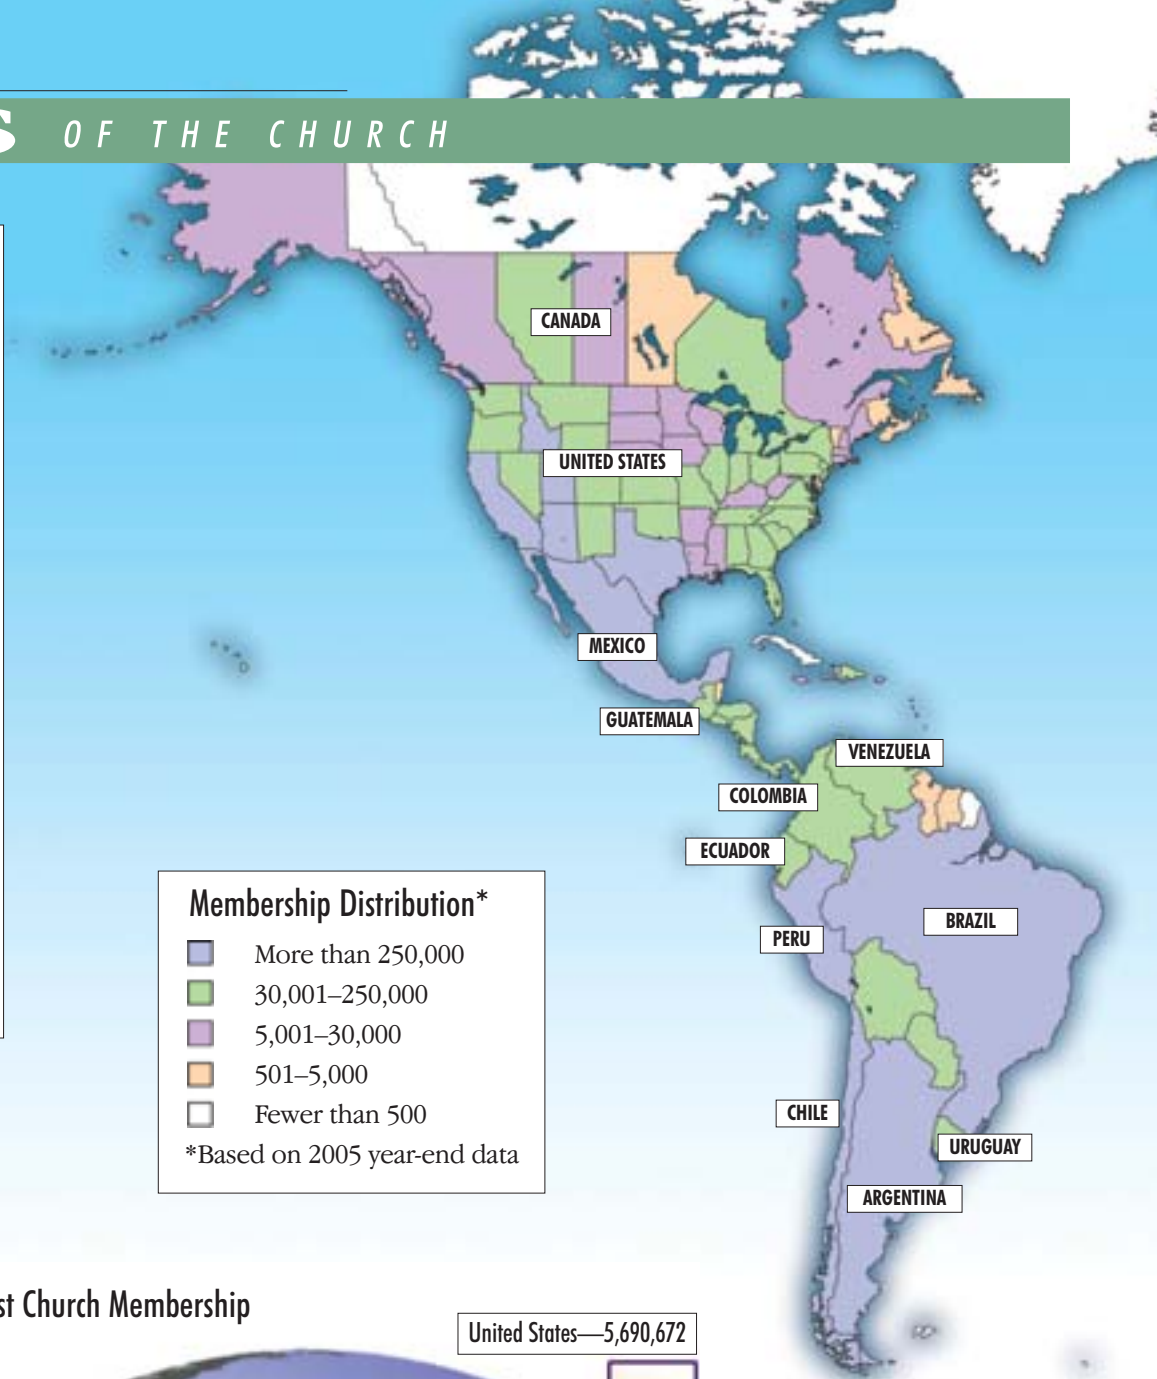 OF THE CHURCH
CANADA
UNITED STATES
MEXICO
GUATEMALA
VENEZUELA
COLOMBIA
ECUADOR
BRAZIL
PERU
CHILE
URUGUAY
ARGENTINA
Membership Distribution*
More than 250,000
30,001–250,000
5,001–30,000
501–5,000
Fewer than 500
*Based on 2005 year-end data
Church Membership
United States—5,690,672